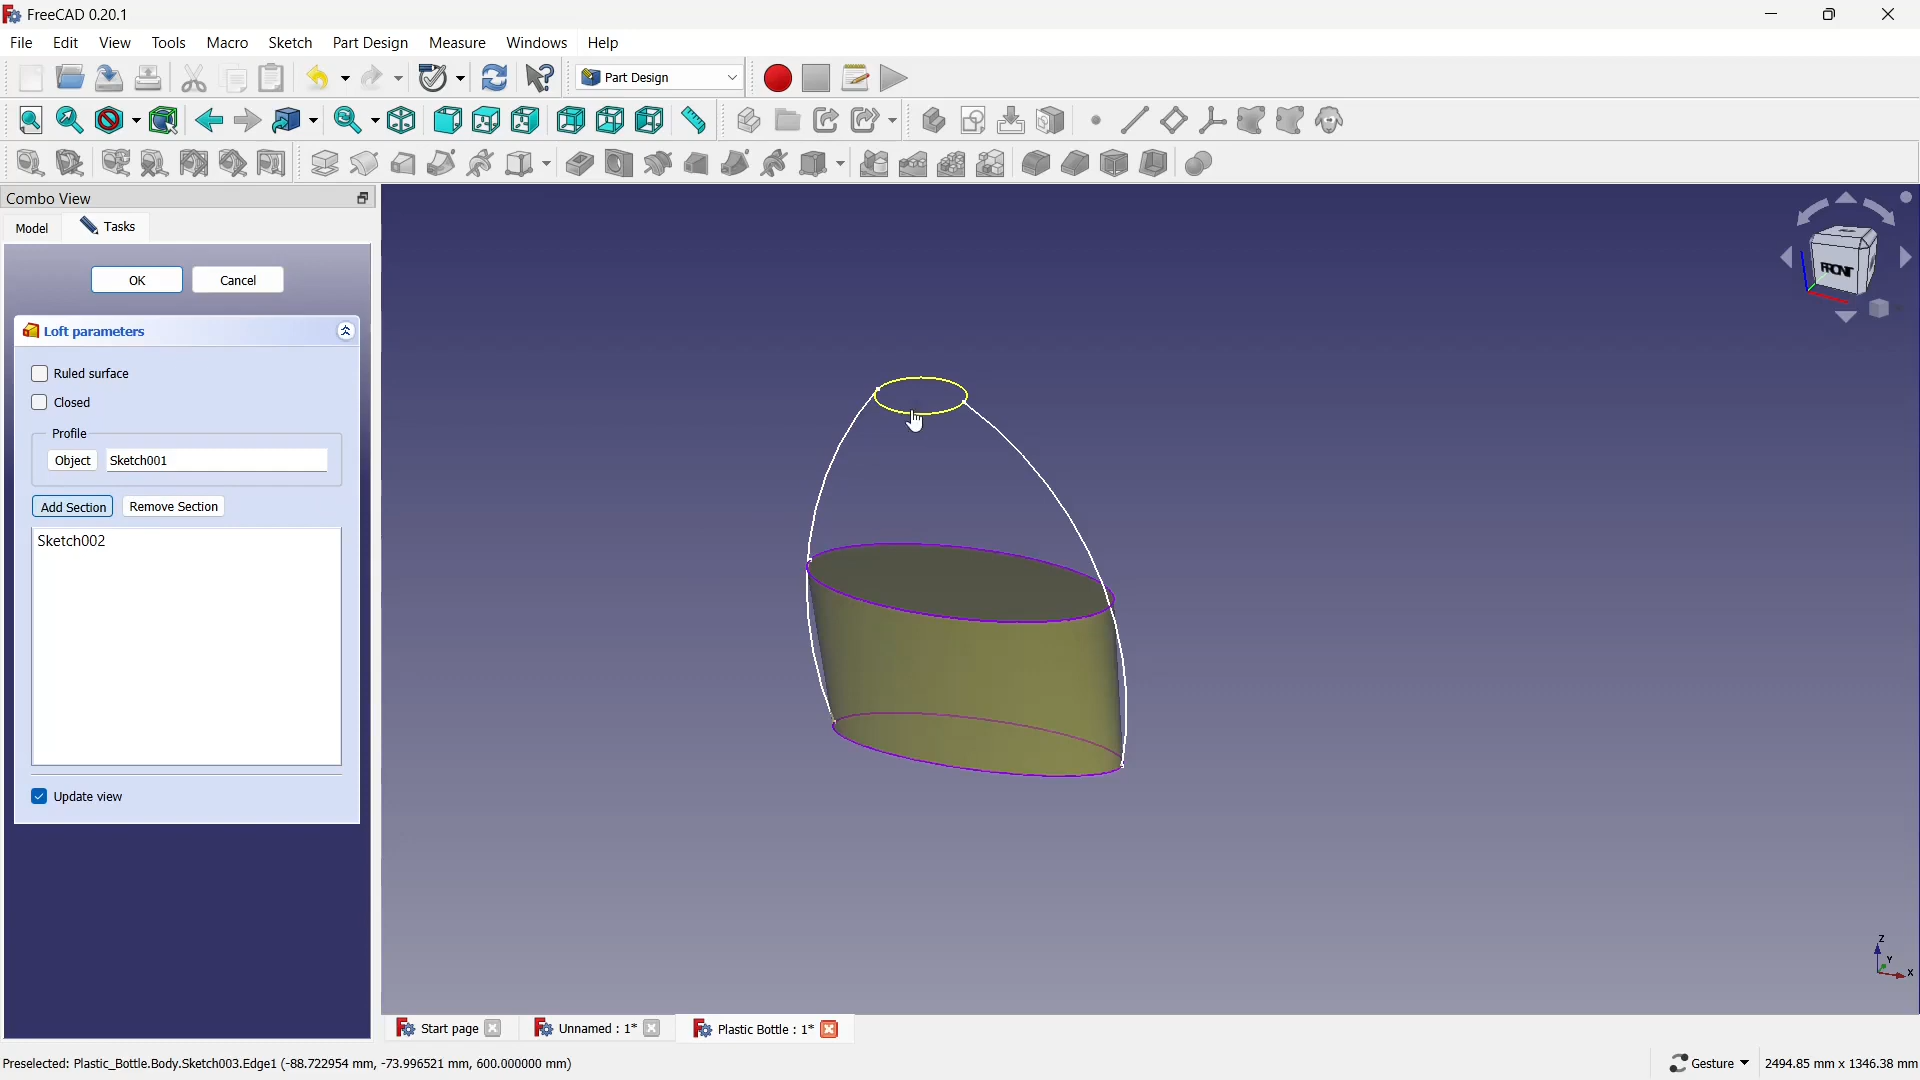 FreeCAD 0.20.1
File Edit View Tools Macro Sketch Part Design Measure Windows Help
Part Design
Combo View
Model Tasks
OK Cancel
Loft parameters
Ruled surface
Closed
Profile
Object Sketch001
Add Section Remove Section
Sketch002
Update view
FRONT
Z
Y
X
Start page Unnamed : 1* Plastic Bottle : 1*
Preselected: Plastic_Bottle.Body.Sketch003.Edge1 (-88.722954 mm, -73.996521 mm, 600.000000 mm) Gesture 2494.85 mm x 1346.38 mm